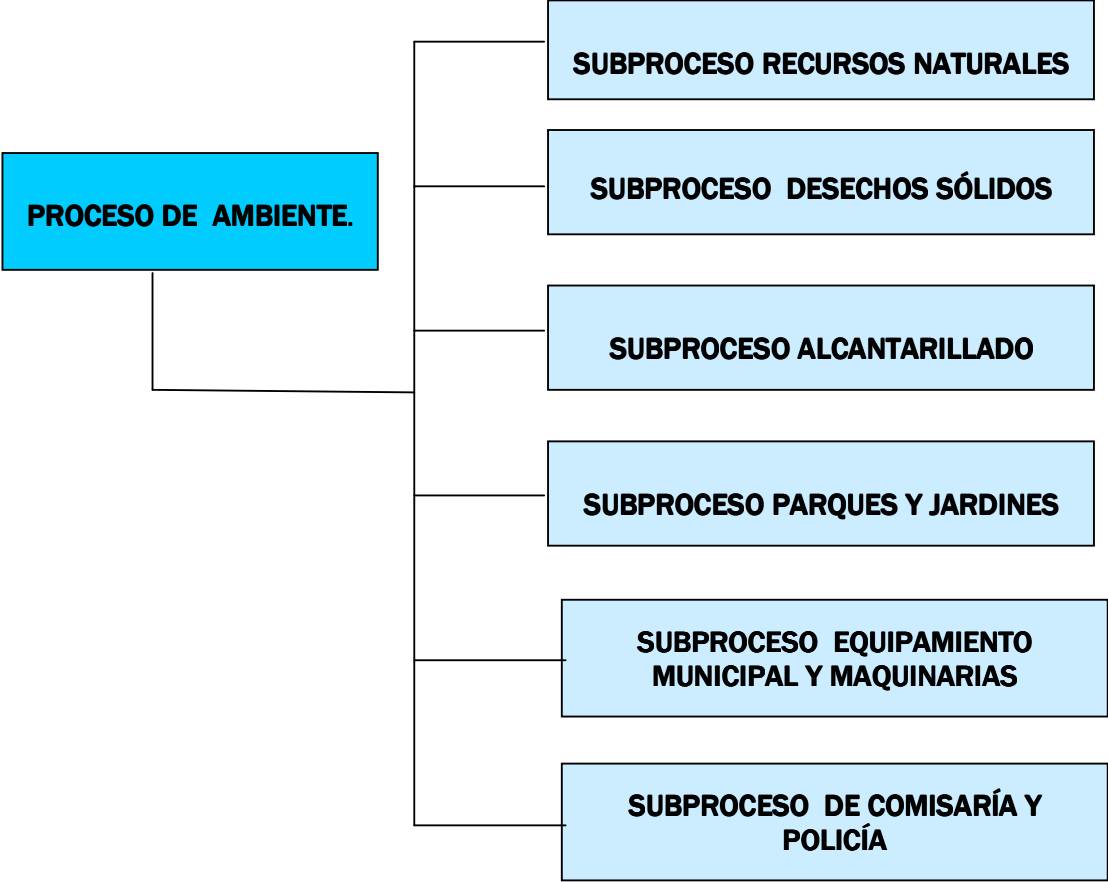 PROCESO DE AMBIENTE.
SUBPROCESO RECURSOS NATURALES
SUBPROCESO DESECHOS SÓLIDOS
SUBPROCESO ALCANTARILLADO
SUBPROCESO PARQUES Y JARDINES
SUBPROCESO EQUIPAMIENTO
MUNICIPAL Y MAQUINARIAS
SUBPROCESO DE COMISARÍA Y
POLICÍA